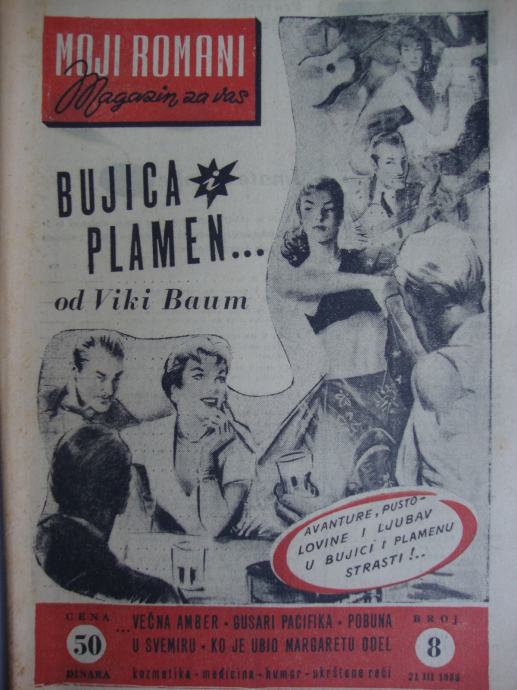 MOJI ROMANI
Magazin za vas
BUJICA i
PLAMEN...
od Viki Baum
AVANTURE, PUSTO-
LOVINE I LJUBAV
U BUJICI I PLAMENU
STRASTI!..
CENA
50
DINARA
...VEČNA AMBER · GUSARI PACIFIKA · POBUNA
U SVEMIRU · KO JE UBIO MARGARETU ODEL
kozmetika - medicina - humor - ukrštene reči
BROJ
8
21 III